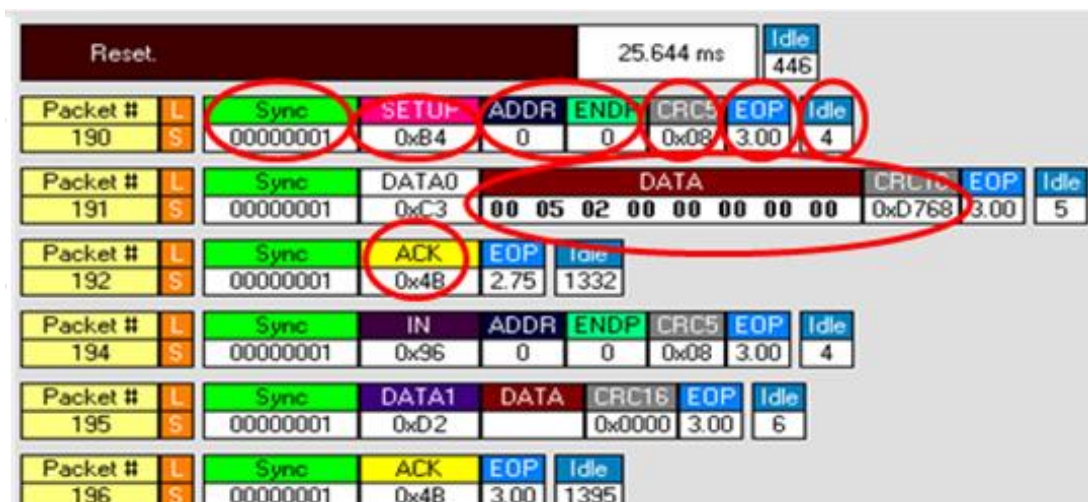 Reset. 25.644 ms Idle
446
Packet # L Sync SETUP ADDR ENDP CRC5 EOP Idle
190 S 00000001 0xB4 0 0 0x08 3.00 4
Packet # L Sync DATA0 DATA CRC16 EOP Idle
191 S 00000001 0xC3 00 05 02 00 00 00 00 00 0xD768 3.00 5
Packet # L Sync ACK EOP Idle
192 S 00000001 0x4B 2.75 1332
Packet # L Sync IN ADDR ENDP CRC5 EOP Idle
194 S 00000001 0x96 0 0 0x08 3.00 4
Packet # L Sync DATA1 DATA CRC16 EOP Idle
195 S 00000001 0xD2 0x0000 3.00 6
Packet # L Sync ACK EOP Idle
196 S 00000001 0x4B 3.00 1395